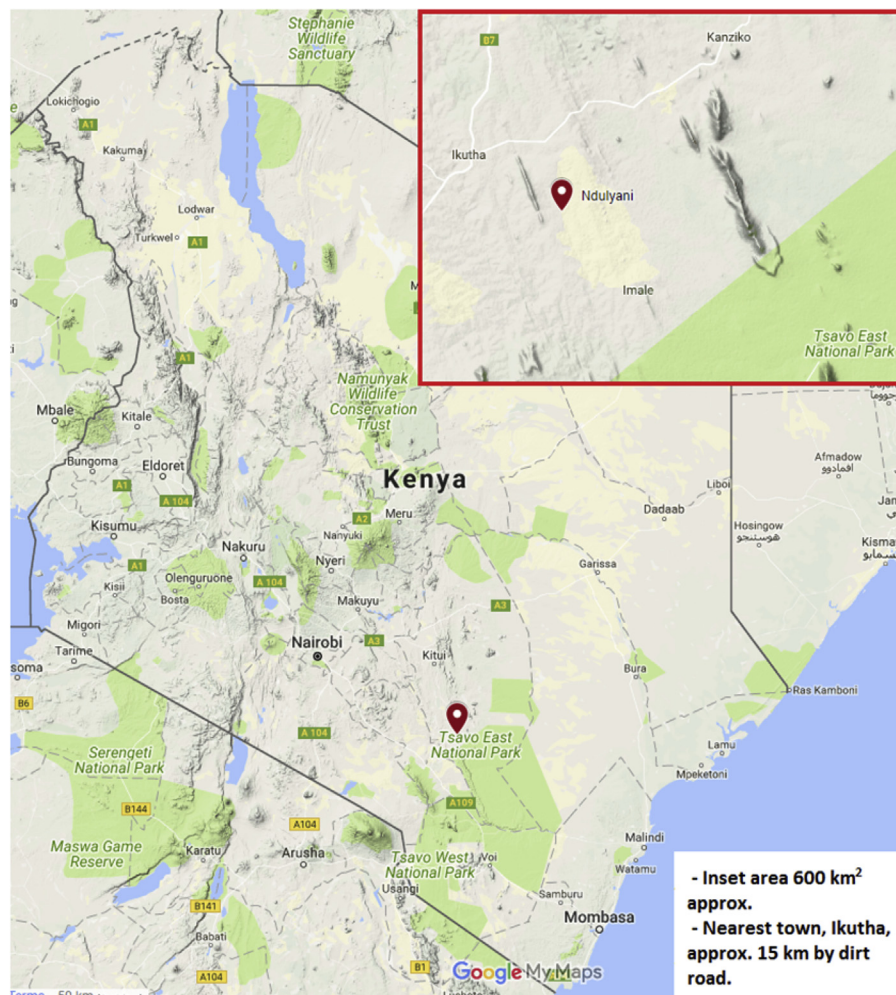 Stephanie
Wildlife
Sanctuary
Lokichogio
A1
Kakuma
Lodwar
Turkwel
A1
A1
B7
Kanziko
Ikutha
Ndulyani
Imale
Tsavo East
National Park
Namunyak
Wildlife
Conservation
Trust
Mbale
Kitale
Bungoma
Eldoret
A1
A 104
Kenya
Kisumu
A2
Meru
Nanyuki
Nakuru
Nyeri
A1
Olenguruone
A 104
Kisii
Bosta
Makuyu
Migori
A3
A3
Tarime
Nairobi
Kitui
B6
A 104
Tsavo East
National Park
Serengeti
National Park
B144
A109
Maswa Game
Reserve
Karatu
A104
Arusha
Tsavo West
National Park
Voi
Usangi
Samburu
B141
Babati
A104
B1
Mombasa
Malindi
Watamu
Mpeketoni
Lamu
Ras Kamboni
Bura
Garissa
Dadaab
Liboi
Afmadow
افمادوو
Hosingow
هوستنجو
Google My Maps
- Inset area 600 km²
approx.
- Nearest town, Ikutha,
approx. 15 km by dirt
road.